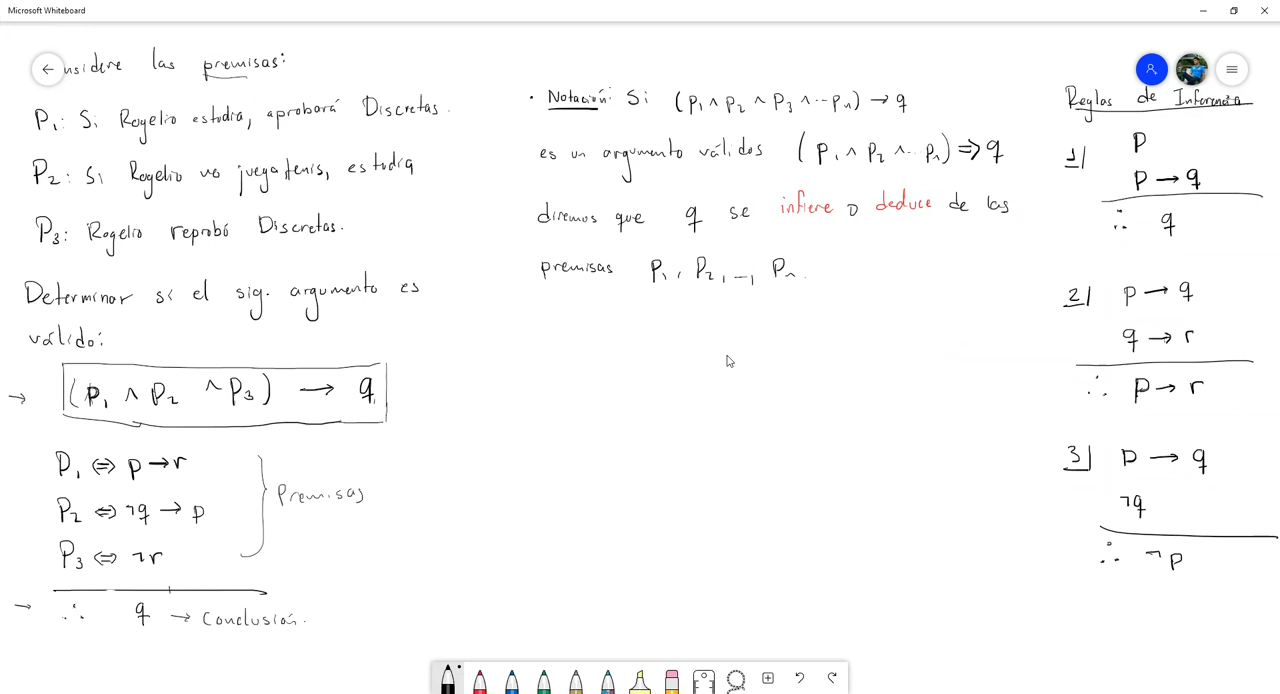 Microsoft Whiteboard
nsidere las premisas:
P₁: Si Rogelio estudia, aprobará Discretas.
P₂: Si Rogelio no juega tenis, estudia
P₃: Rogelio reprobó Discretas.
Determinar si el sig. argumento es
válido:
→ (p₁ ∧ p₂ ∧ p₃) → q
P₁ ⇔ p → r
P₂ ⇔ ¬q → p
P₃ ⇔ ¬r
Premisas
→ ∴ q → Conclusión.
· Notación: Si (p₁ ∧ p₂ ∧ p₃ ∧ ... pₙ) → q
es un argumento válidos (p₁ ∧ p₂ ∧ ... pₙ) ⇒ q
diremos que q se infiere o deduce de las
premisas p₁, p₂, ..., pₙ.
Reglas de Inferencia
1) p
p → q
∴ q
2) p → q
q → r
∴ p → r
3) p → q
¬q
∴ ¬p